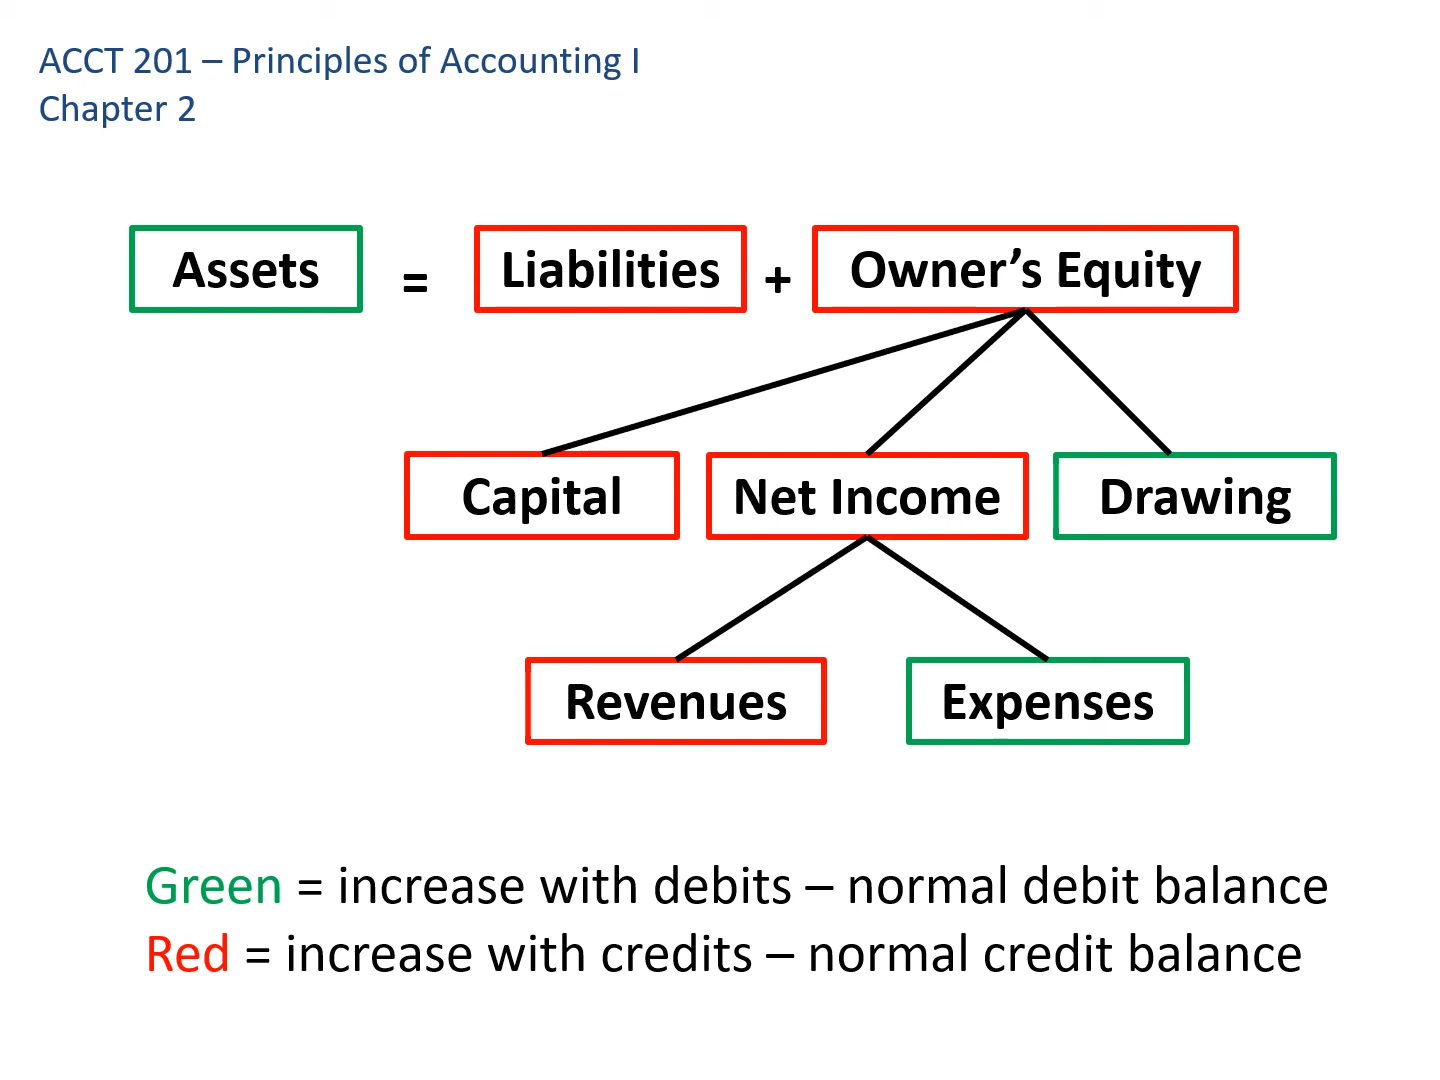 ACCT 201 – Principles of Accounting I
Chapter 2
Assets = Liabilities + Owner’s Equity
Capital Net Income Drawing
Revenues Expenses
Green = increase with debits – normal debit balance
Red = increase with credits – normal credit balance